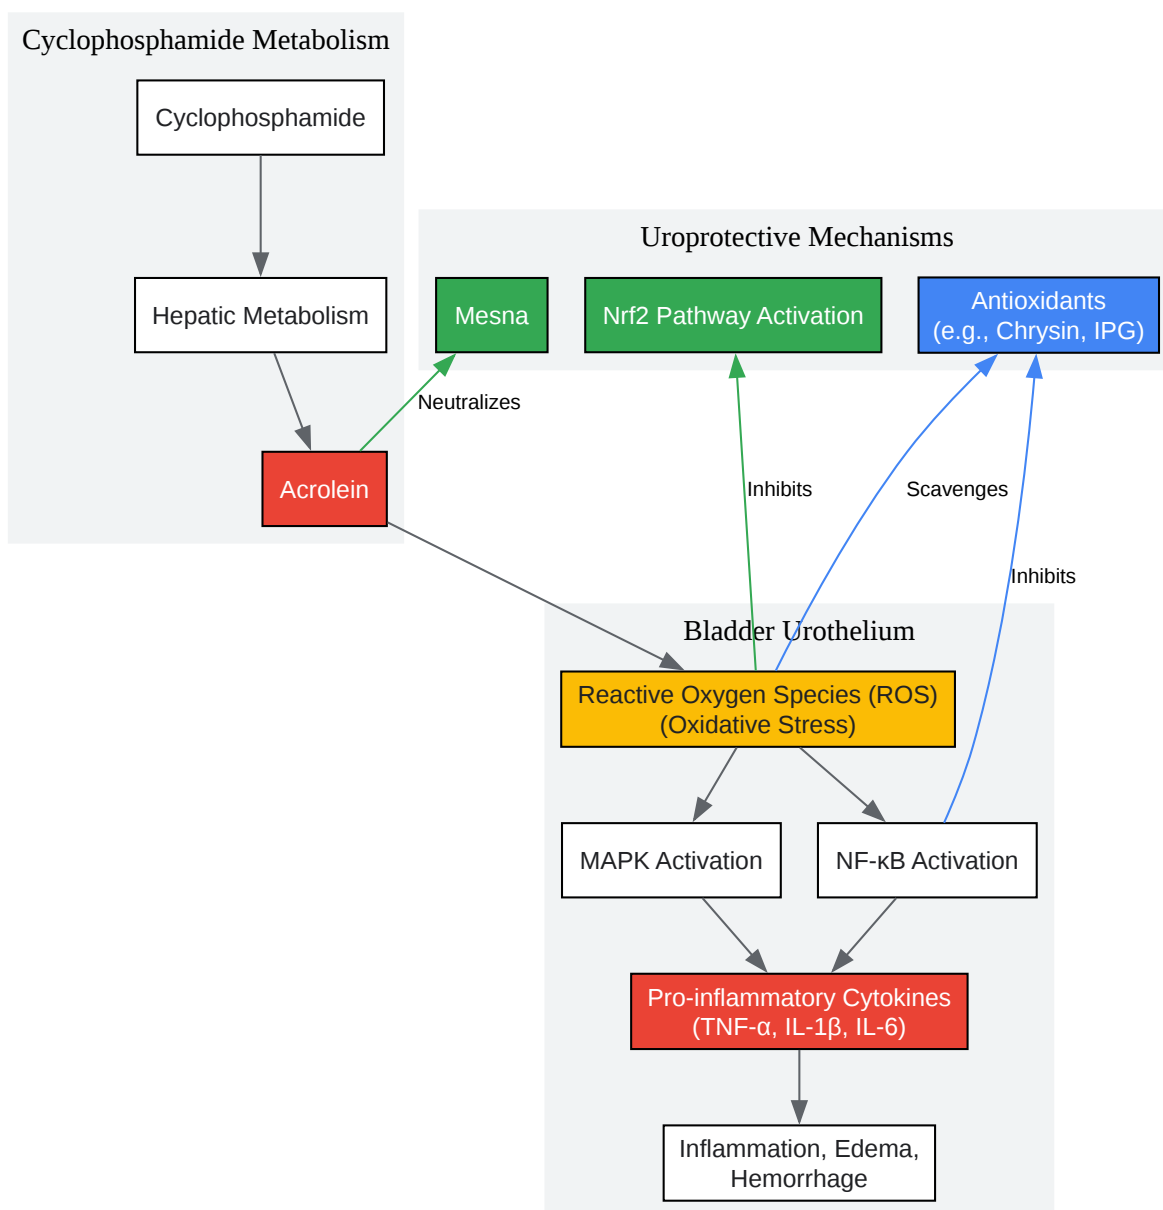 Cyclophosphamide Metabolism
Cyclophosphamide
Hepatic Metabolism
Acrolein
Uroprotective Mechanisms
Mesna
Nrf2 Pathway Activation
Antioxidants
(e.g., Chrysin, IPG)
Neutralizes
Inhibits
Scavenges
Inhibits
Bladder Urothelium
Reactive Oxygen Species (ROS)
(Oxidative Stress)
MAPK Activation
NF-κB Activation
Pro-inflammatory Cytokines
(TNF-α, IL-1β, IL-6)
Inflammation, Edema,
Hemorrhage